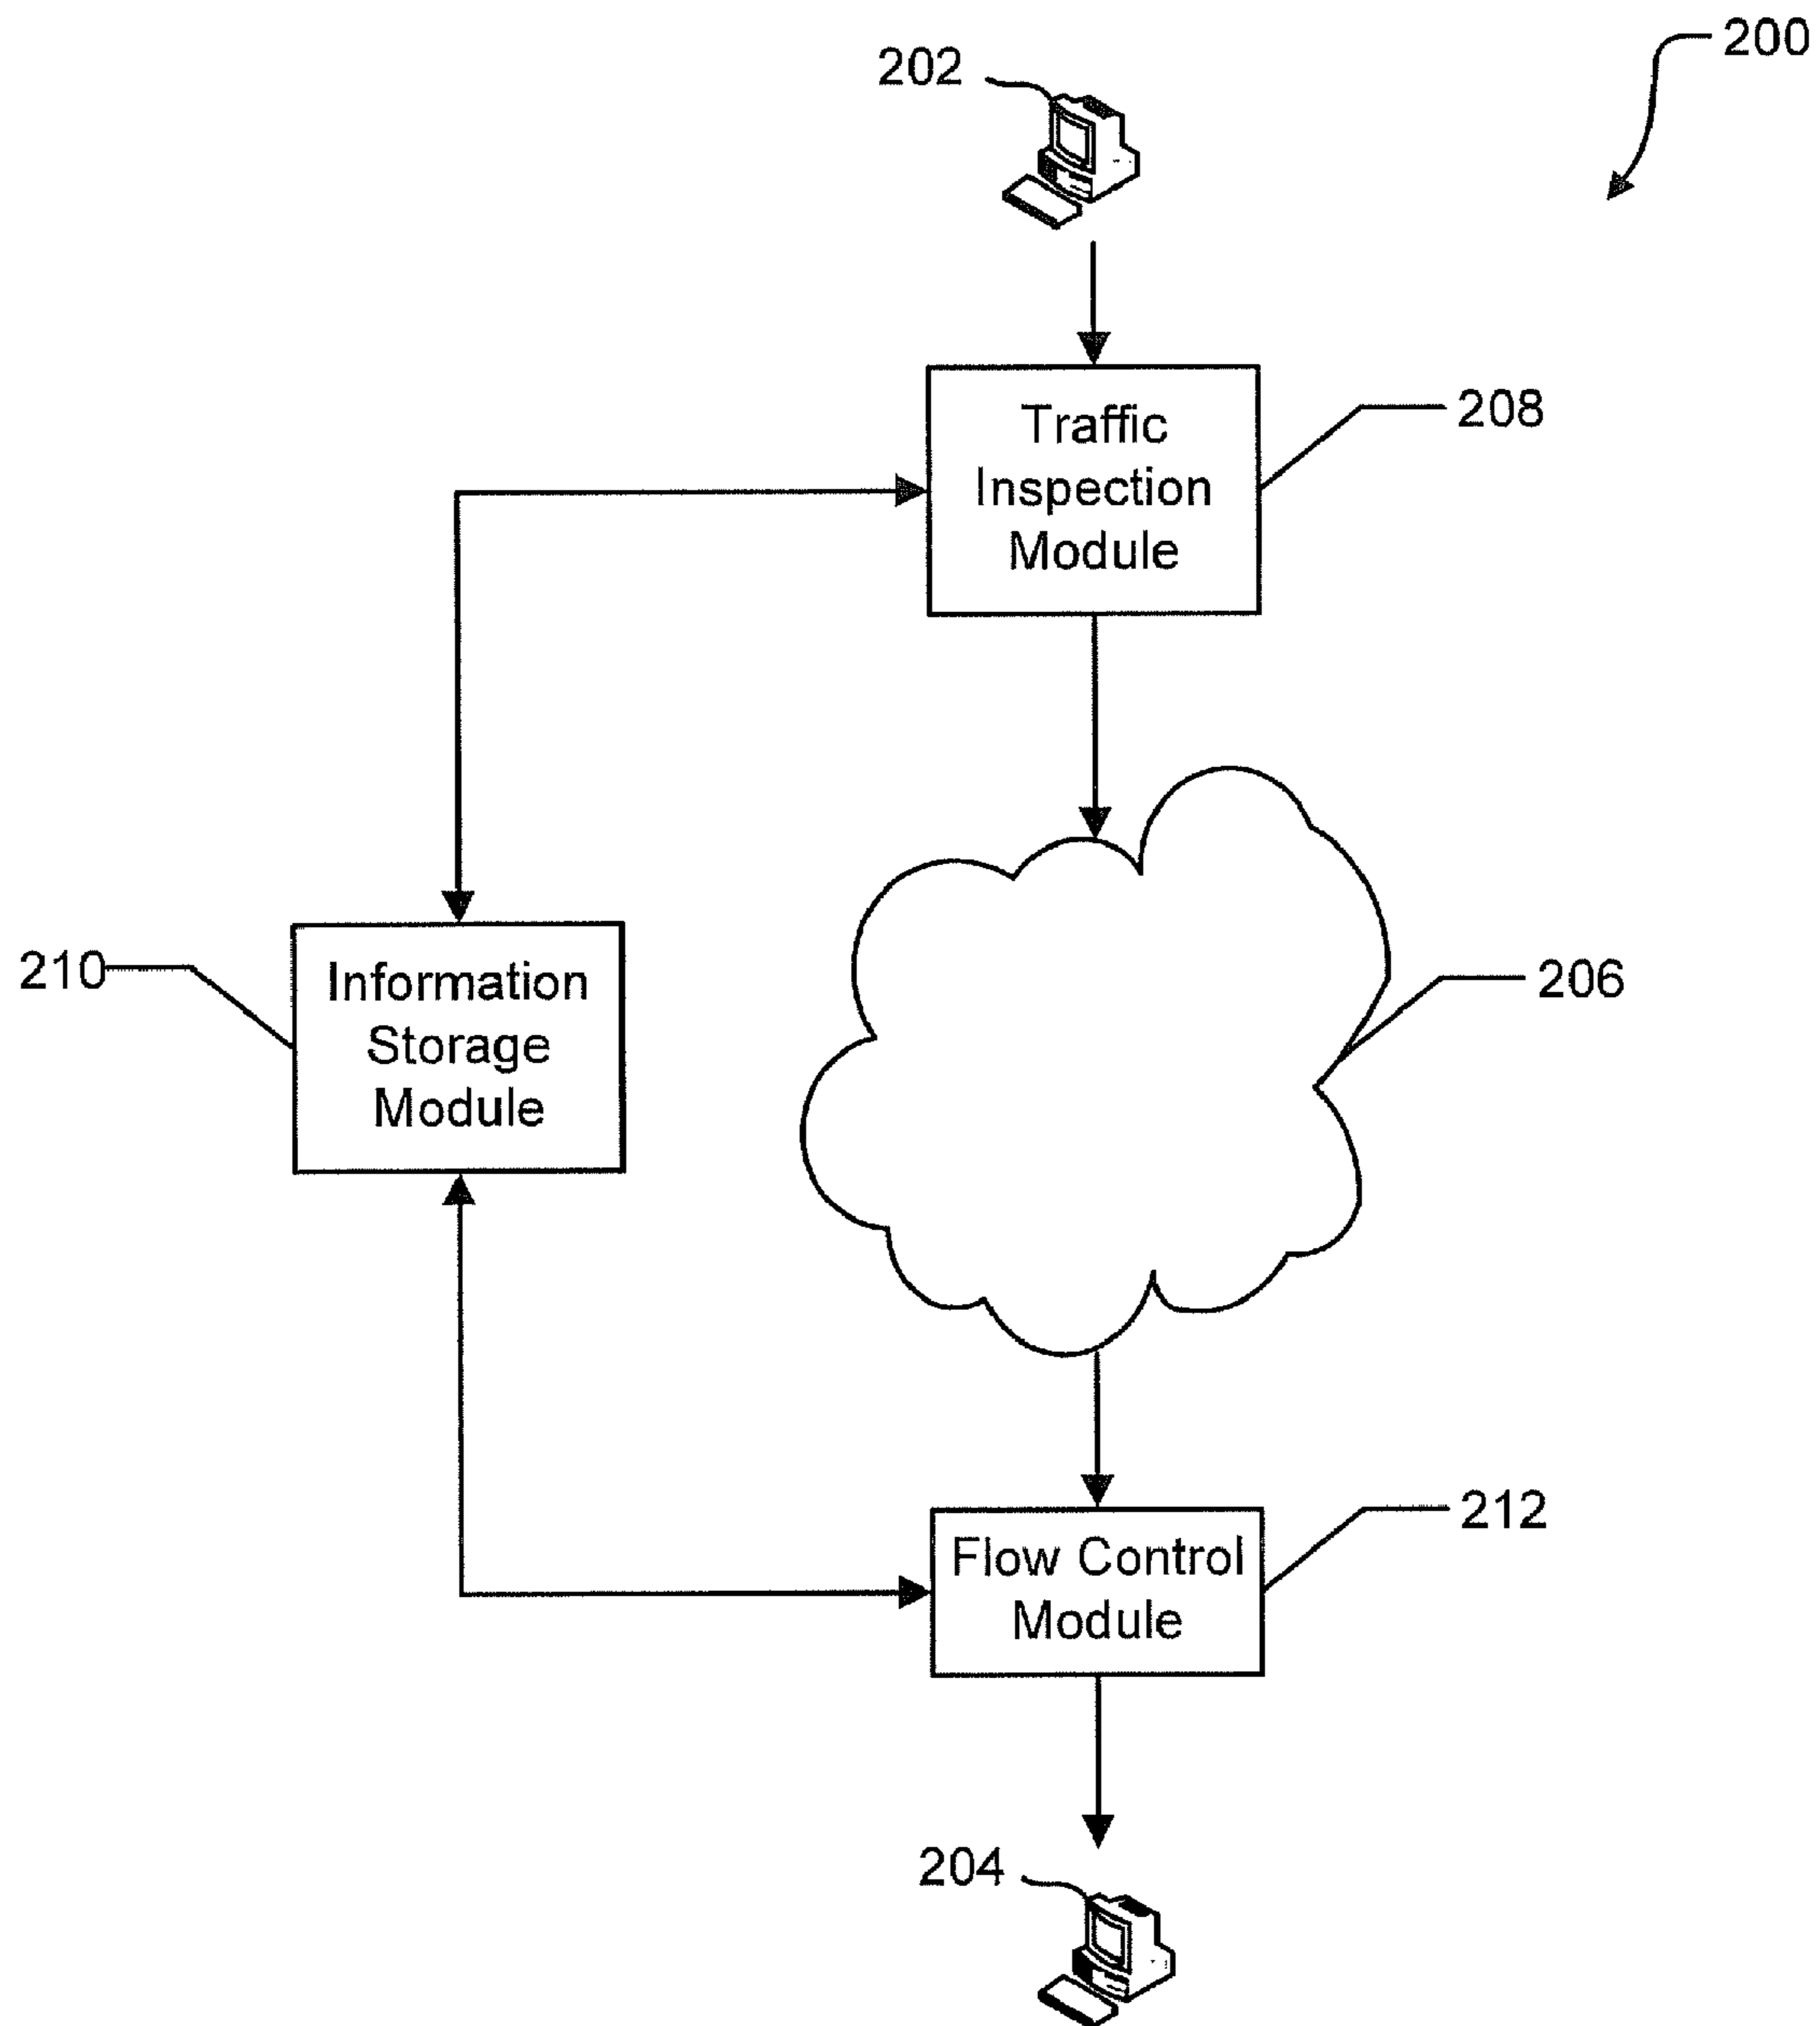 200
202
Traffic
Inspection
Module
208
210
Information
Storage
Module
206
Flow Control
Module
212
204